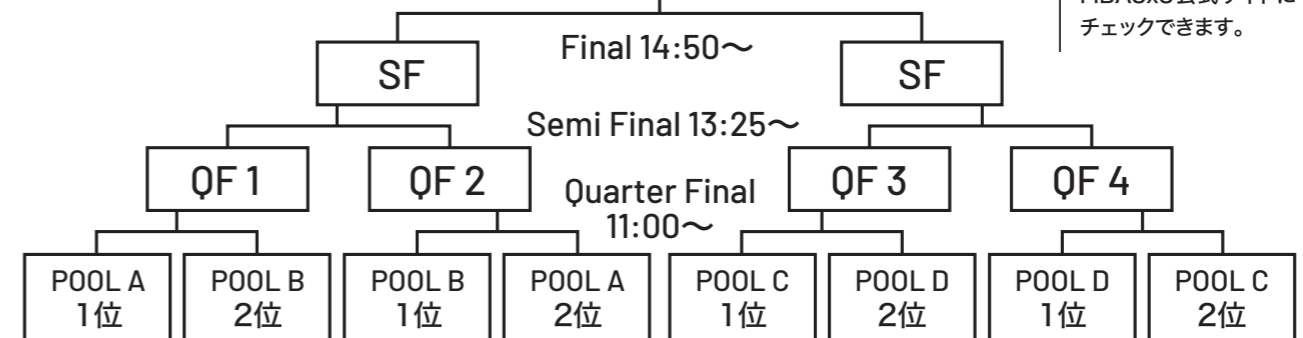 チェックできます。
Final 14:50〜
SF
SF
Semi Final 13:25〜
QF 1
QF 2
Quarter Final
11:00〜
QF 3
QF 4
POOL A
1位
POOL B
2位
POOL B
1位
POOL A
2位
POOL C
1位
POOL D
2位
POOL D
1位
POOL C
2位